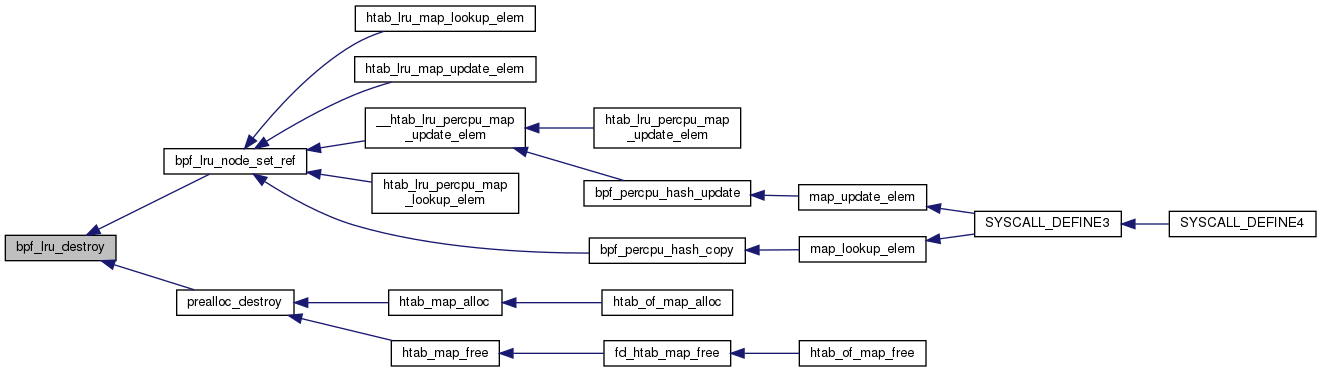 htab_lru_map_lookup_elem
htab_lru_map_update_elem
__htab_lru_percpu_map
_update_elem
htab_lru_percpu_map
_update_elem
bpf_lru_node_set_ref
htab_lru_percpu_map
_lookup_elem
bpf_percpu_hash_update
map_update_elem
SYSCALL_DEFINE3
SYSCALL_DEFINE4
bpf_lru_destroy
bpf_percpu_hash_copy
map_lookup_elem
prealloc_destroy
htab_map_alloc
htab_of_map_alloc
htab_map_free
fd_htab_map_free
htab_of_map_free